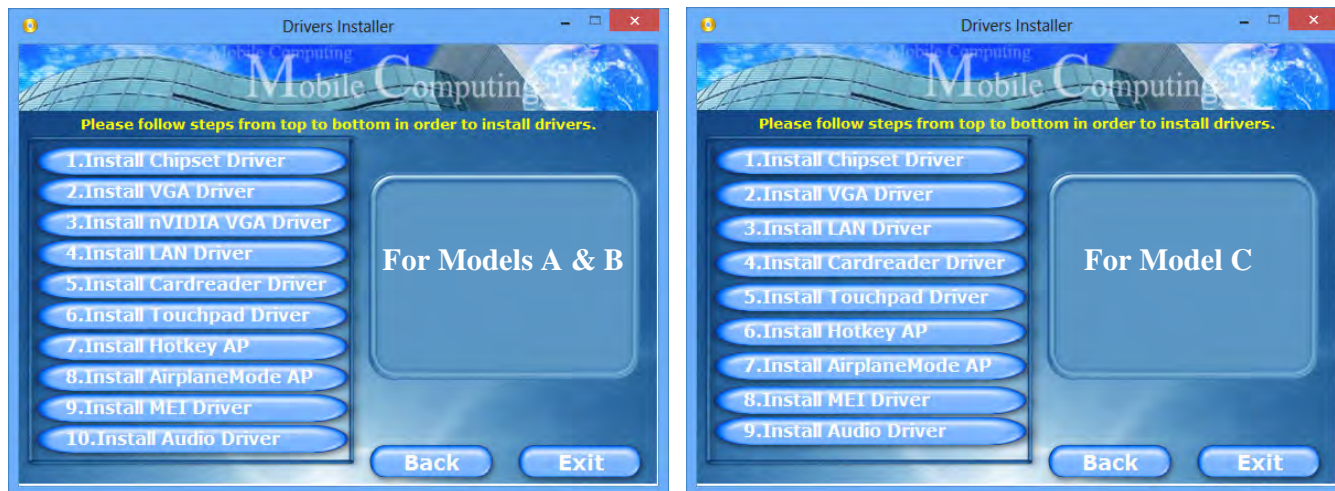 Drivers Installer
Mobile Computing
Mobile Computing
Please follow steps from top to bottom in order to install drivers.
1.Install Chipset Driver
2.Install VGA Driver
3.Install nVIDIA VGA Driver
4.Install LAN Driver
5.Install Cardreader Driver
6.Install Touchpad Driver
7.Install Hotkey AP
8.Install AirplaneMode AP
9.Install MEI Driver
10.Install Audio Driver
For Models A & B
Back
Exit
Drivers Installer
Mobile Computing
Mobile Computing
Please follow steps from top to bottom in order to install drivers.
1.Install Chipset Driver
2.Install VGA Driver
3.Install LAN Driver
4.Install Cardreader Driver
5.Install Touchpad Driver
6.Install Hotkey AP
7.Install AirplaneMode AP
8.Install MEI Driver
9.Install Audio Driver
For Model C
Back
Exit